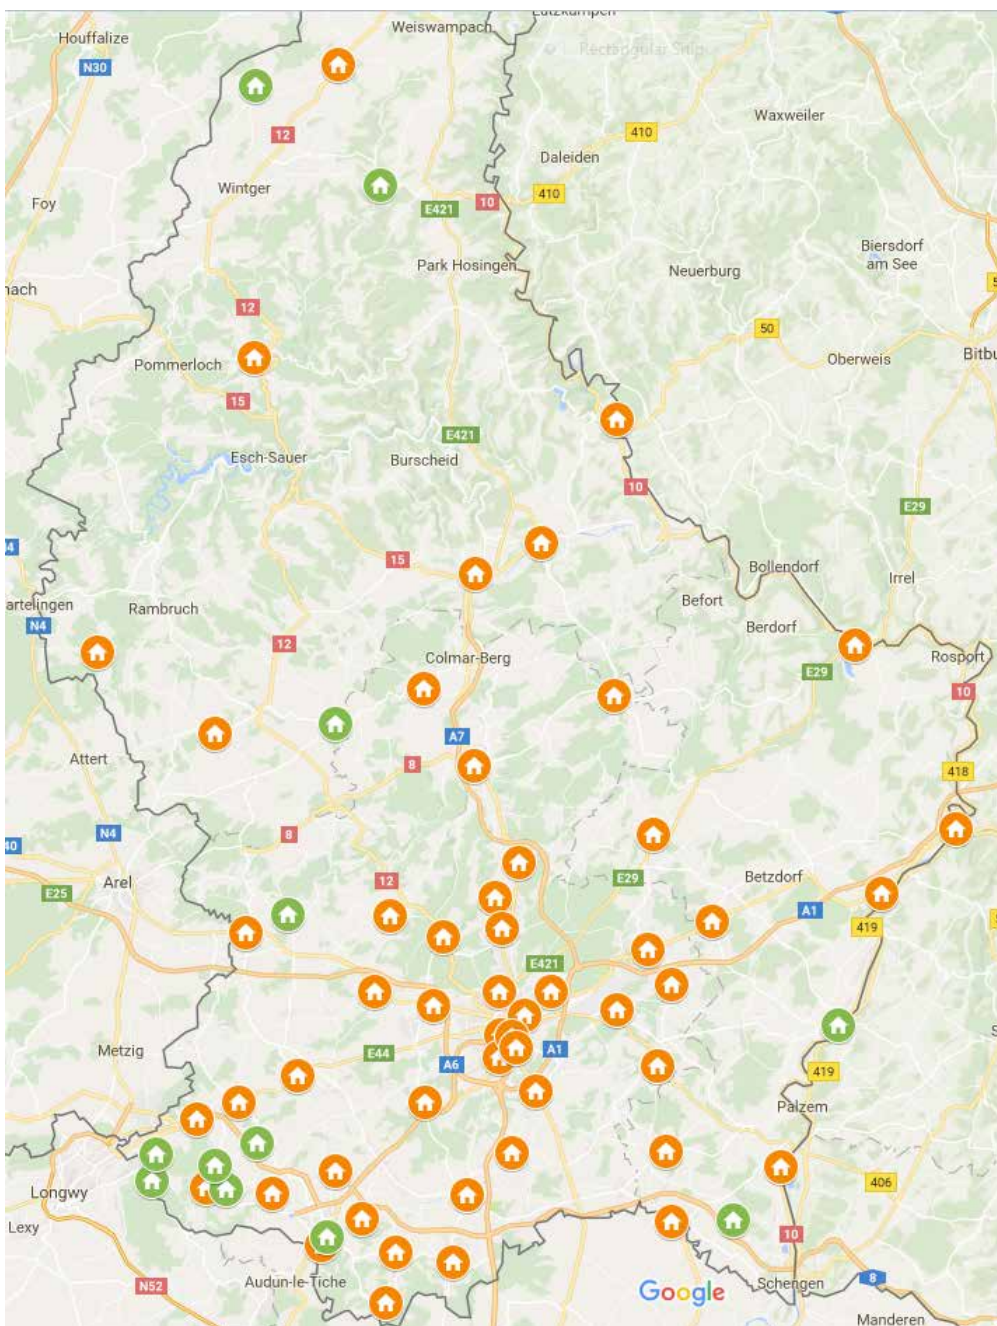 Weiswampach
Houffalize
N30
12
Waxweiler
410
Daleiden
Wintger
10
410
Foy
E421
Biersdorf
am See
Park Hosingen
Neuerburg
12
50
Pommerloch
Oberweis
15
E421
Esch-Sauer
Burscheid
10
E29
15
Bollendorf
Irrel
Befort
Rambruch
N4
Berdorf
12
Colmar-Berg
Rosport
E29
10
A7
Attert
8
418
N4
8
Betzdorf
12
E29
Arel
E25
A1
419
E421
Metzig
E44
A6
A1
419
Palzem
Longwy
406
Lexy
10
Audun-le-Tiche
N52
Google
Schengen
8
Manderen